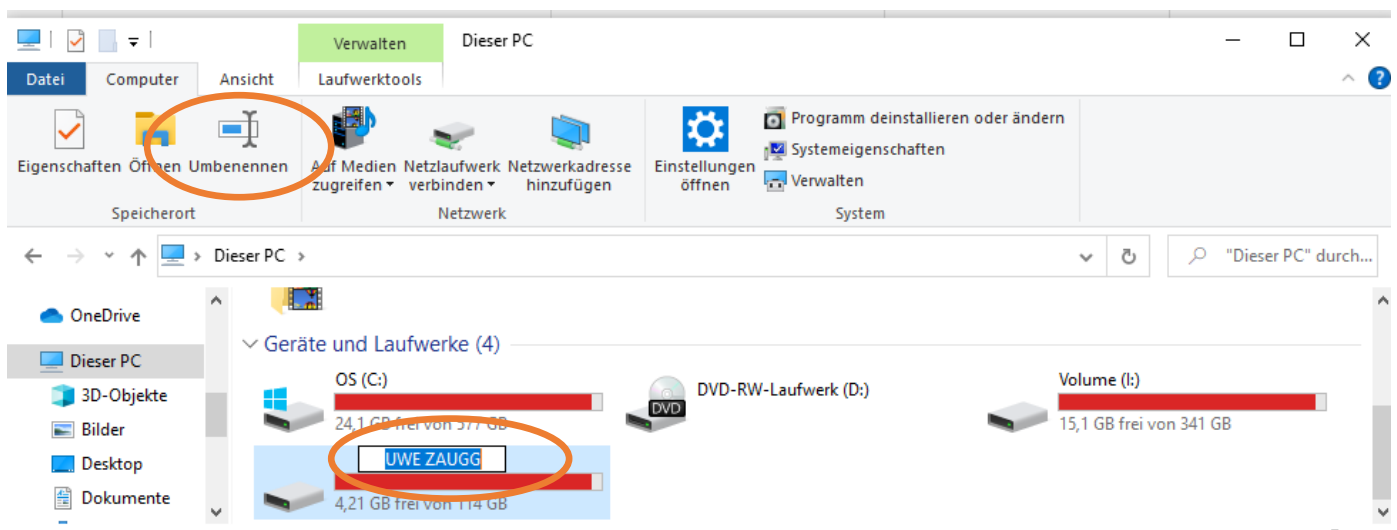 Verwalten Dieser PC
Datei Computer Ansicht Laufwerktools
Eigenschaften Öffnen Umbenennen Auf Medien zugreifen Netzlaufwerk verbinden Netzwerkadresse hinzufügen Einstellungen öffnen
Programm deinstallieren oder ändern
Systemeigenschaften
Verwalten
Speicherort Netzwerk System
Dieser PC "Dieser PC" durch...
OneDrive
Dieser PC
3D-Objekte
Bilder
Desktop
Dokumente
Geräte und Laufwerke (4)
OS (C:)
24,1 GB frei von 577 GB
DVD
DVD-RW-Laufwerk (D:)
Volume (I:)
15,1 GB frei von 341 GB
UWE ZAUGG
4,21 GB frei von 114 GB